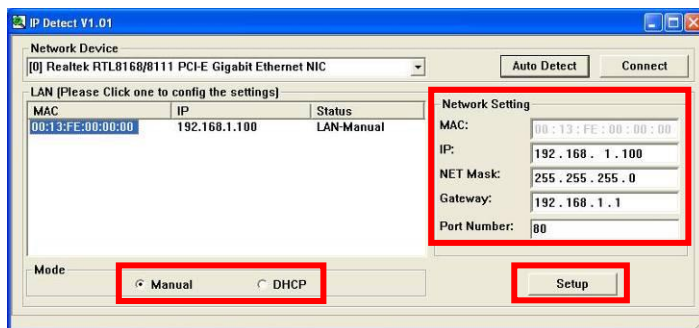 IP Detect V1.01
Network Device
[0] Realtek RTL8168/8111 PCI-E Gigabit Ethernet NIC
Auto Detect
Connect
LAN (Please Click one to config the settings)
MAC IP Status
00:13:FE:00:00:00 192.168.1.100 LAN-Manual
Network Setting
MAC: 00 : 13 : FE : 00 : 00 : 00
IP: 192 . 168 . 1 . 100
NET Mask: 255 . 255 . 255 . 0
Gateway: 192 . 168 . 1 . 1
Port Number: 80
Mode
Manual DHCP
Setup